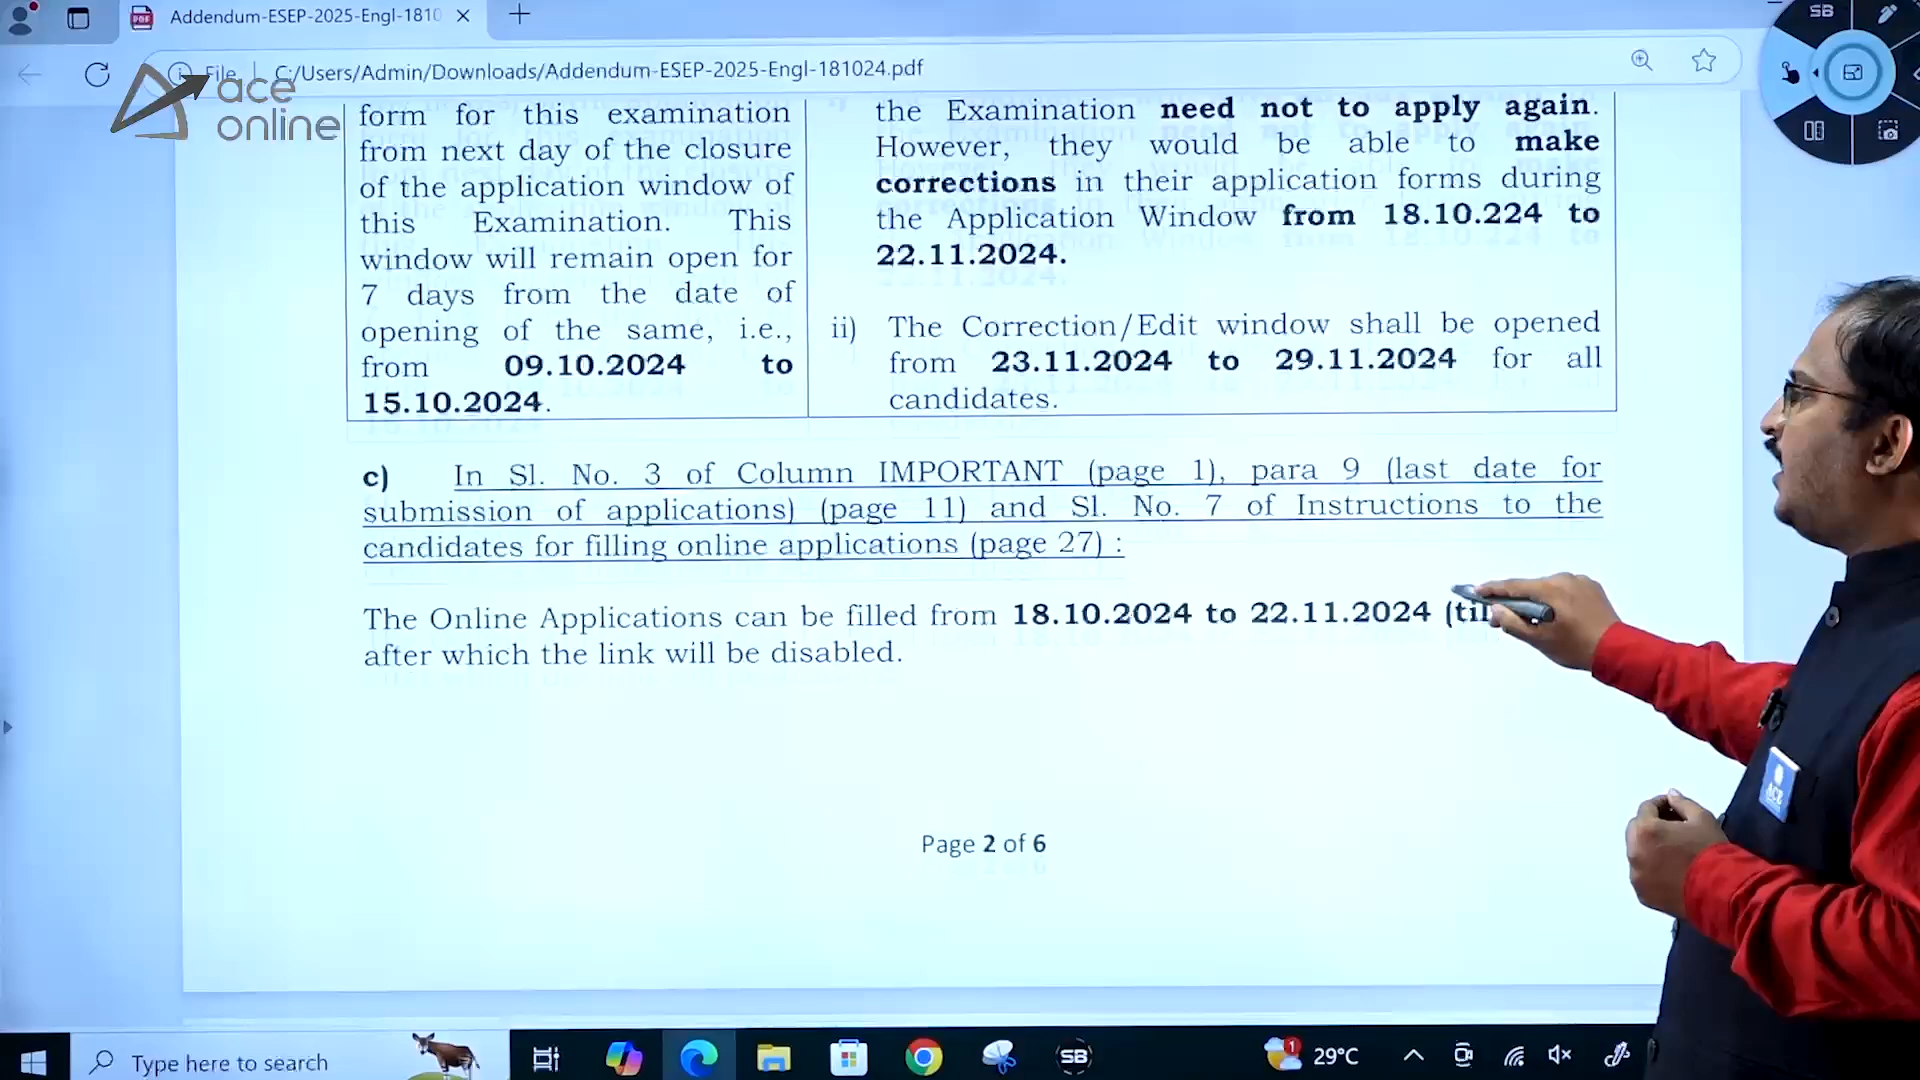 Addendum-ESEP-2025-Engl-1810
SB
File
C:/Users/Admin/Downloads/Addendum-ESEP-2025-Engl-181024.pdf
ace
online
form for this examination
from next day of the closure
of the application window of
this Examination. This
window will remain open for
7 days from the date of
opening of the same, i.e.,
from 09.10.2024 to
15.10.2024.
the Examination need not to apply again.
However, they would be able to make
corrections in their application forms during
the Application Window from 18.10.224 to
22.11.2024.
ii) The Correction/Edit window shall be opened
from 23.11.2024 to 29.11.2024 for all
candidates.
c) In Sl. No. 3 of Column IMPORTANT (page 1), para 9 (last date for
submission of applications) (page 11) and Sl. No. 7 of Instructions to the
candidates for filling online applications (page 27) :
The Online Applications can be filled from 18.10.2024 to 22.11.2024 (til
after which the link will be disabled.
ACE
Page 2 of 6
Type here to search
SB
1
29°C